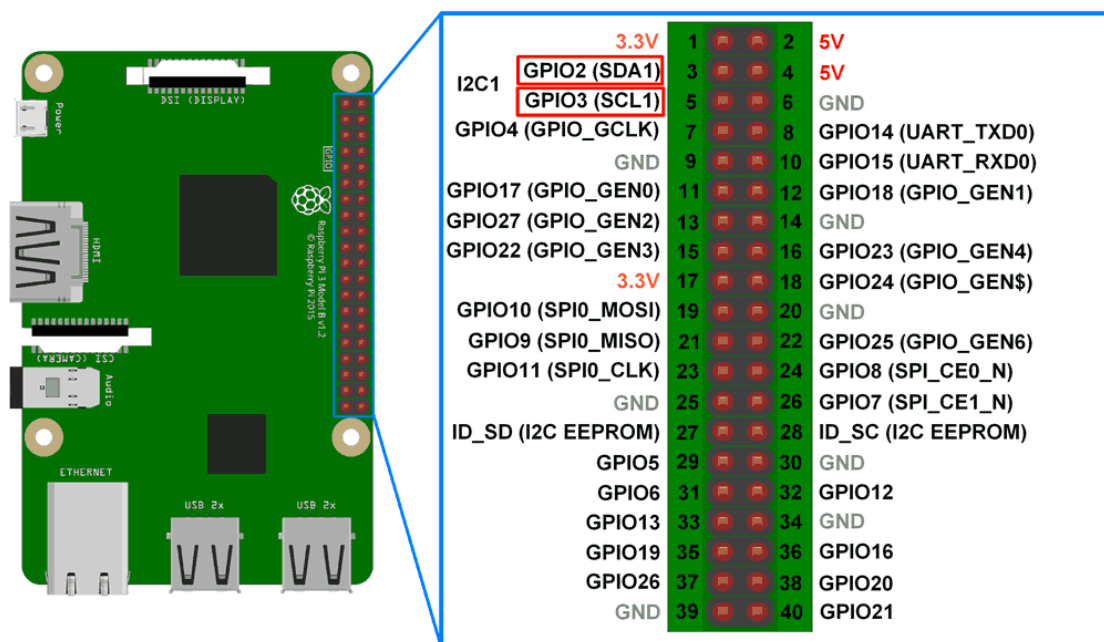 3.3V 1 2 5V
I2C1
GPIO2 (SDA1) 3 4 5V
GPIO3 (SCL1) 5 6 GND
GPIO4 (GPIO_GCLK) 7 8 GPIO14 (UART_TXD0)
GND 9 10 GPIO15 (UART_RXD0)
GPIO17 (GPIO_GEN0) 11 12 GPIO18 (GPIO_GEN1)
GPIO27 (GPIO_GEN2) 13 14 GND
GPIO22 (GPIO_GEN3) 15 16 GPIO23 (GPIO_GEN4)
3.3V 17 18 GPIO24 (GPIO_GEN$)
GPIO10 (SPI0_MOSI) 19 20 GND
GPIO9 (SPI0_MISO) 21 22 GPIO25 (GPIO_GEN6)
GPIO11 (SPI0_CLK) 23 24 GPIO8 (SPI_CE0_N)
GND 25 26 GPIO7 (SPI_CE1_N)
ID_SD (I2C EEPROM) 27 28 ID_SC (I2C EEPROM)
GPIO5 29 30 GND
GPIO6 31 32 GPIO12
GPIO13 33 34 GND
GPIO19 35 36 GPIO16
GPIO26 37 38 GPIO20
GND 39 40 GPIO21
DSI (DISPLAY)
Power
GPIO
Raspberry Pi 3 Model B v1.2
© Raspberry Pi 2015
HDMI
CSI (CAMERA)
Audio
ETHERNET
USB 2x
USB 2x